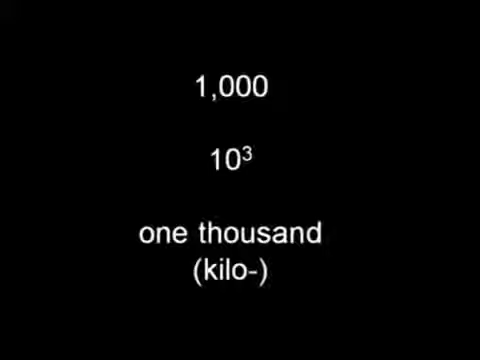 1,000
10³
one thousand
(kilo-)